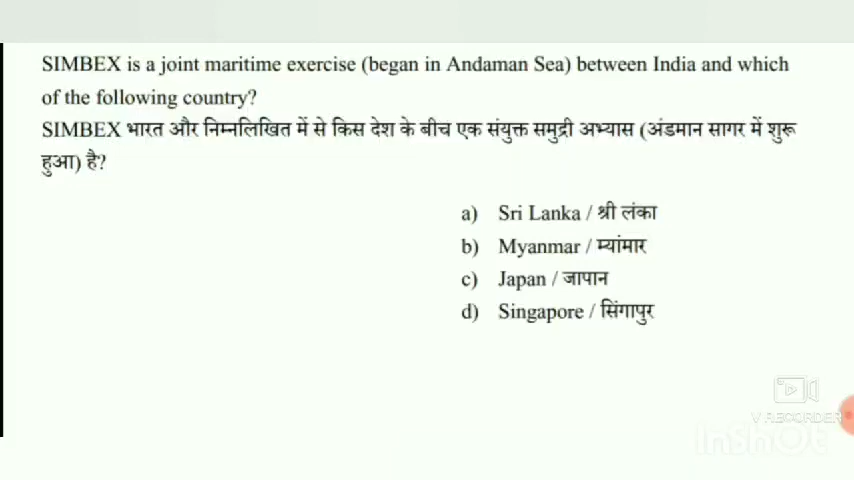 SIMBEX is a joint maritime exercise (began in Andaman Sea) between India and which
of the following country?
SIMBEX भारत और निम्नलिखित में से किस देश के बीच एक संयुक्त समुद्री अभ्यास (अंडमान सागर में शुरू
हुआ) है?
a) Sri Lanka / श्री लंका
b) Myanmar / म्यांमार
c) Japan / जापान
d) Singapore / सिंगापुर
V RECORDER
InShOt